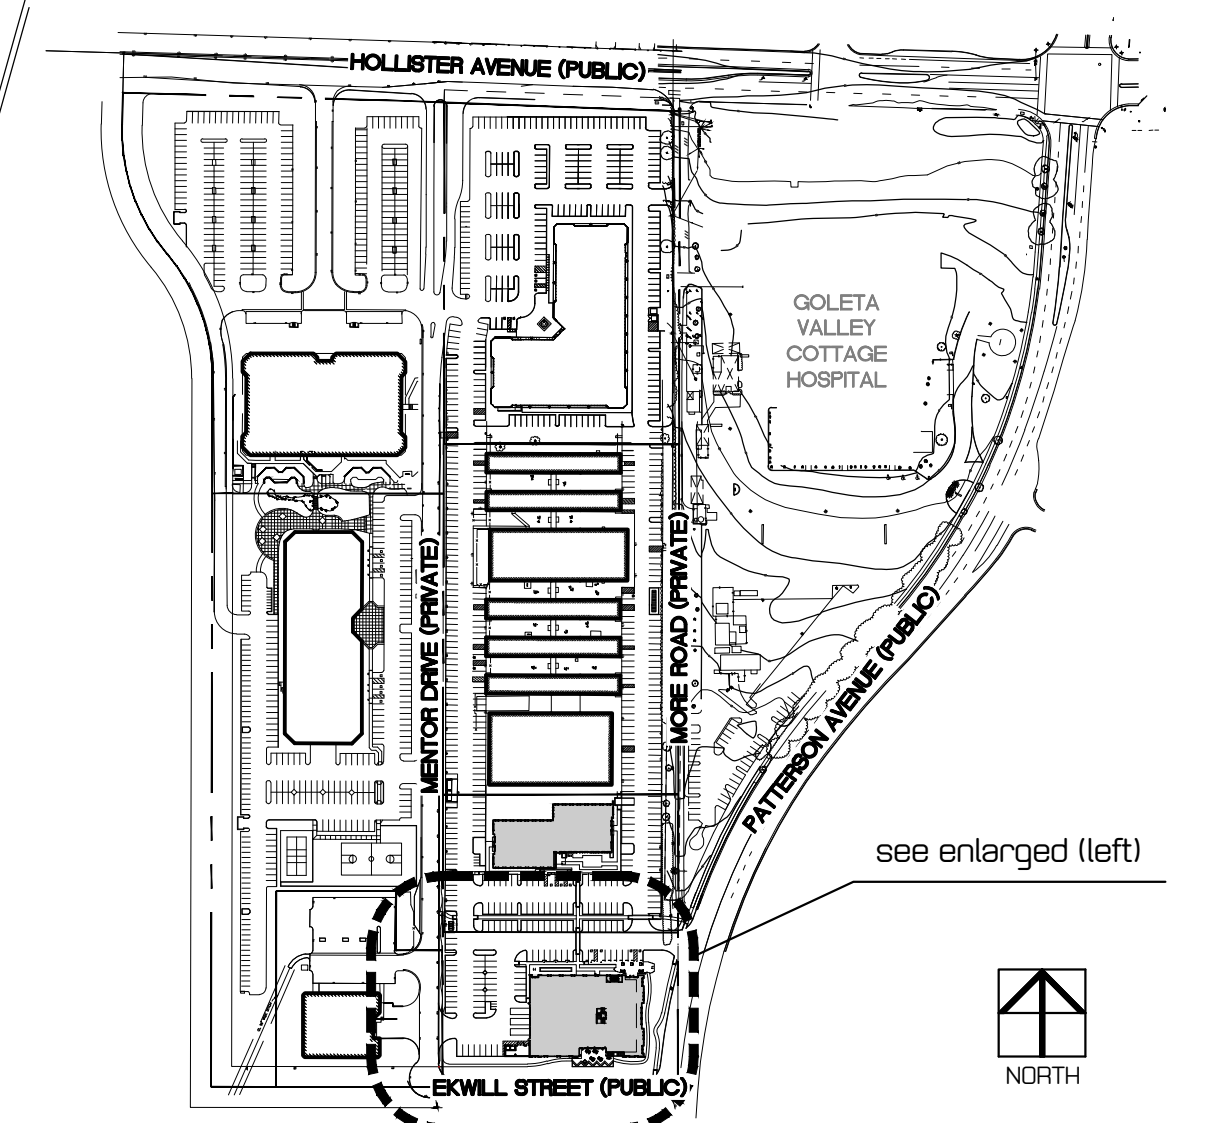 HOLLISTER AVENUE (PUBLIC)
GOLETA
VALLEY
COTTAGE
HOSPITAL
MENTOR DRIVE (PRIVATE)
MORE ROAD (PRIVATE)
PATTERSON AVENUE (PUBLIC)
see enlarged (left)
EKWILL STREET (PUBLIC)
NORTH